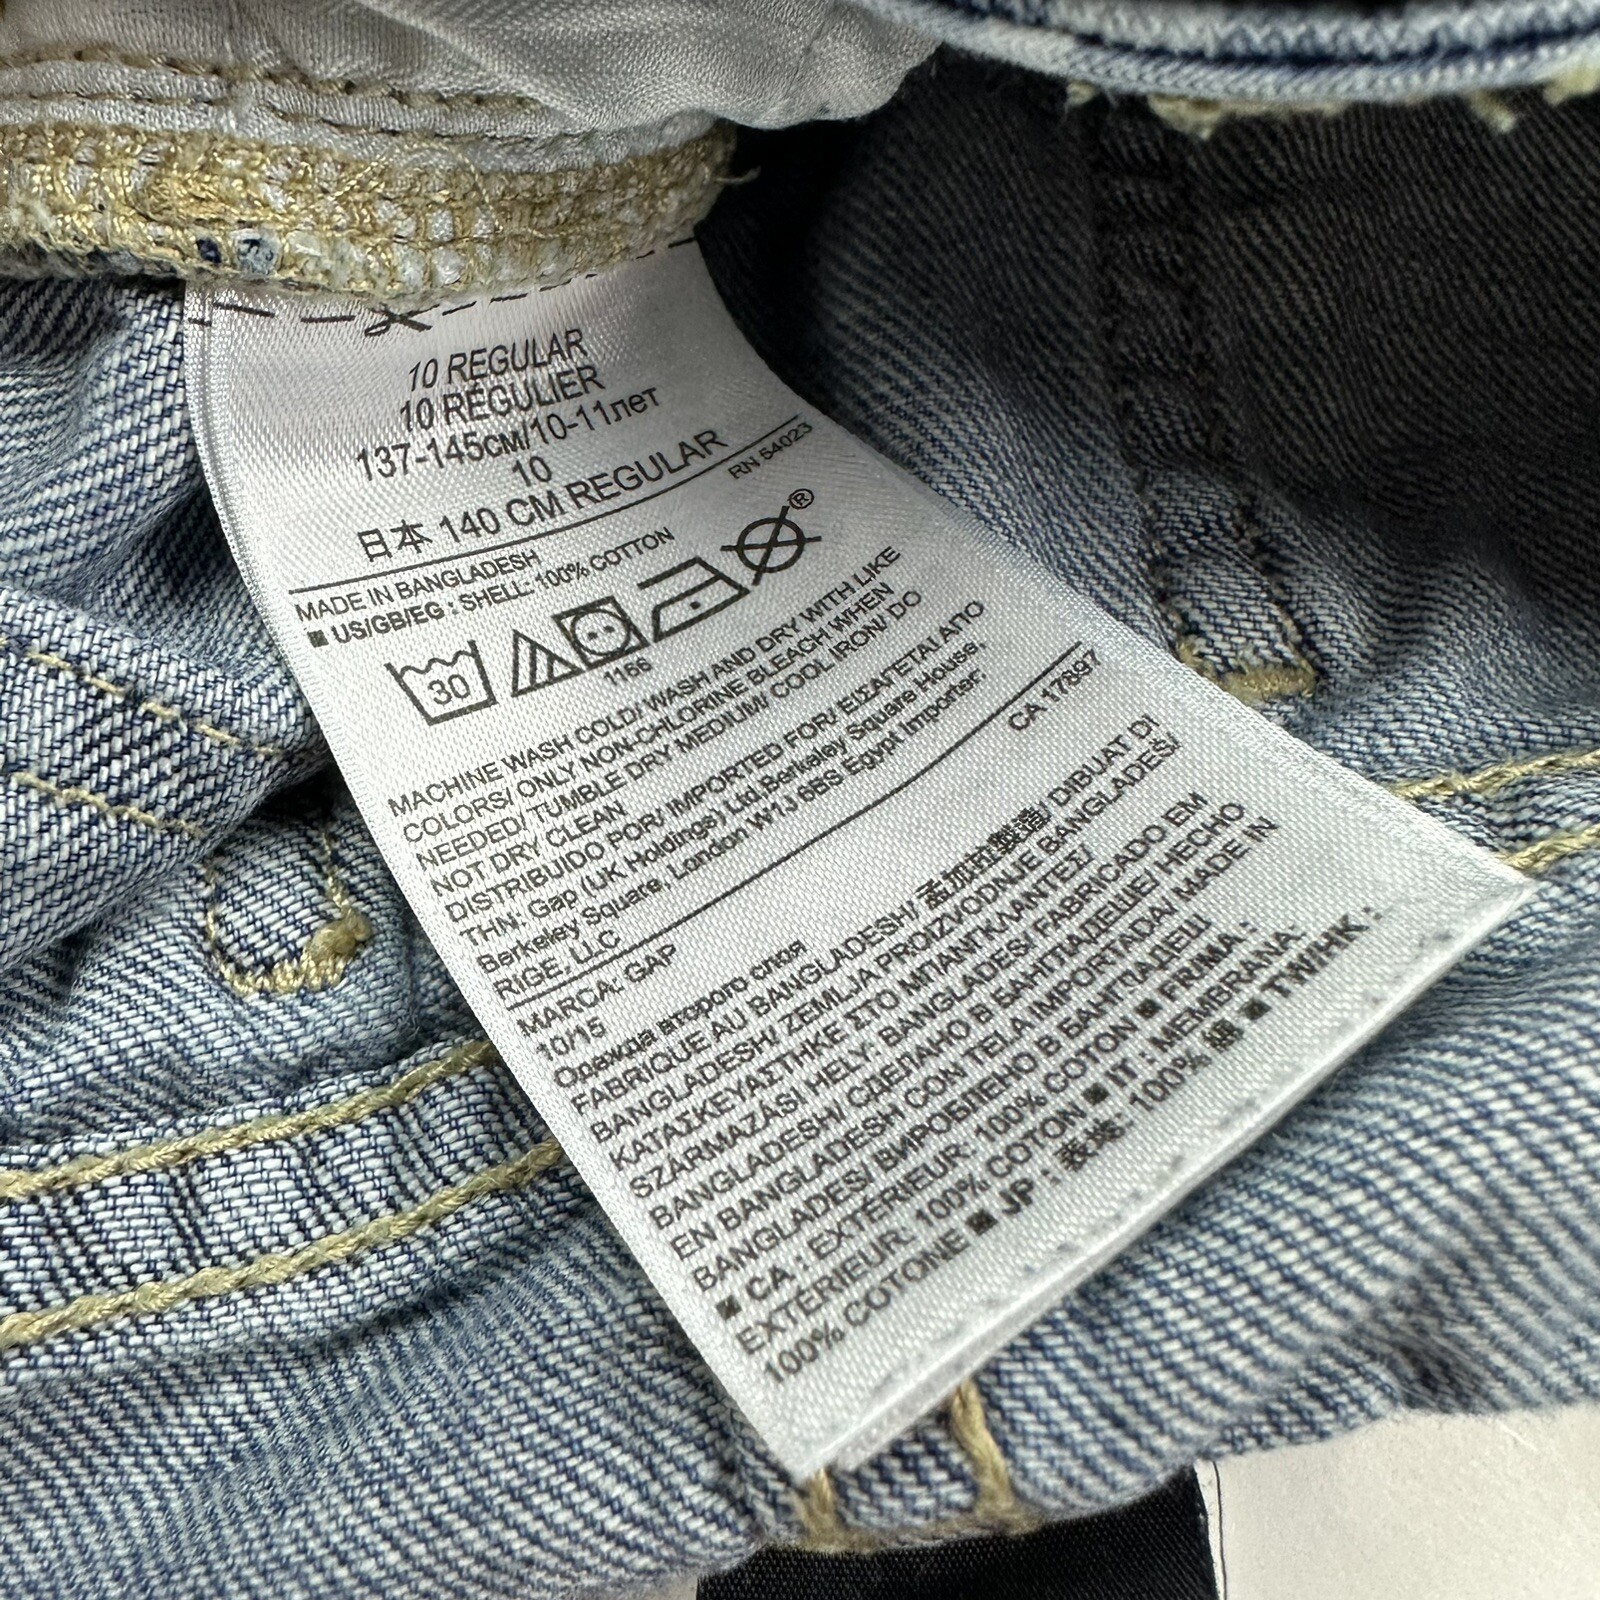 10 REGULAR
10 RÉGULIER
137-145см/10-11лет
10
日本 140 CM REGULAR
RN 54023
MADE IN BANGLADESH
■ US/GB/EG : SHELL: 100% COTTON
30
1166
®
MACHINE WASH COLD/ WASH AND DRY WITH LIKE
COLORS/ ONLY NON-CHLORINE BLEACH WHEN
NEEDED/ TUMBLE DRY MEDIUM/ COOL IRON/ DO
NOT DRY CLEAN
DISTRIBUIDO POR/ IMPORTED FOR/ ΕΙΣΑΓΕΤΑΙ ΑΠΟ
THN: Gap (UK Holdings) Ltd,Berkeley Square House,
Berkeley Square, London W1J 6BS Egypt Importer:
RIGE, LLC
CA 17897
MARCA: GAP
10/15
Одежда второго слоя
FABRIQUE AU BANGLADESH/ 孟加拉製造/ DIBUAT DI
BANGLADESH/ ZEMLJA PROIZVODNJE BANGLADEŠ/
ΚΑΤΑΣΚΕΥΑΣΤΗΚΕ ΣΤΟ ΜΠΑΝΓΚΛΑΝΤΕΣ/
SZÁRMAZÁSI HELY: BANGLADES/ FABRICADO EM
BANGLADESH/ СДЕЛАНО В БАНГЛАДЕШЕ/ HECHO
EN BANGLADESH CON TELA IMPORTADA/ MADE IN
BANGLADES/ ВИРОБЛЕНО В БАНГЛАДЕШ
■ CA : EXTÉRIEUR: 100% COTON ■ FR/MA :
EXTÉRIEUR: 100% COTON ■ IT : MEMBRANA:
100% COTONE ■ JP : 表地: 100% 綿 ■ TW/HK :